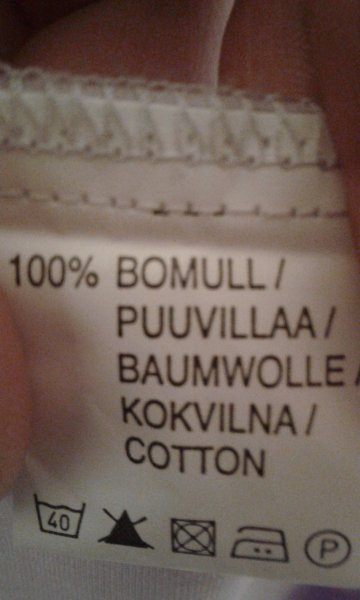 100% BOMULL /
PUUVILLAA /
BAUMWOLLE /
KOKVILNA /
COTTON
40 P